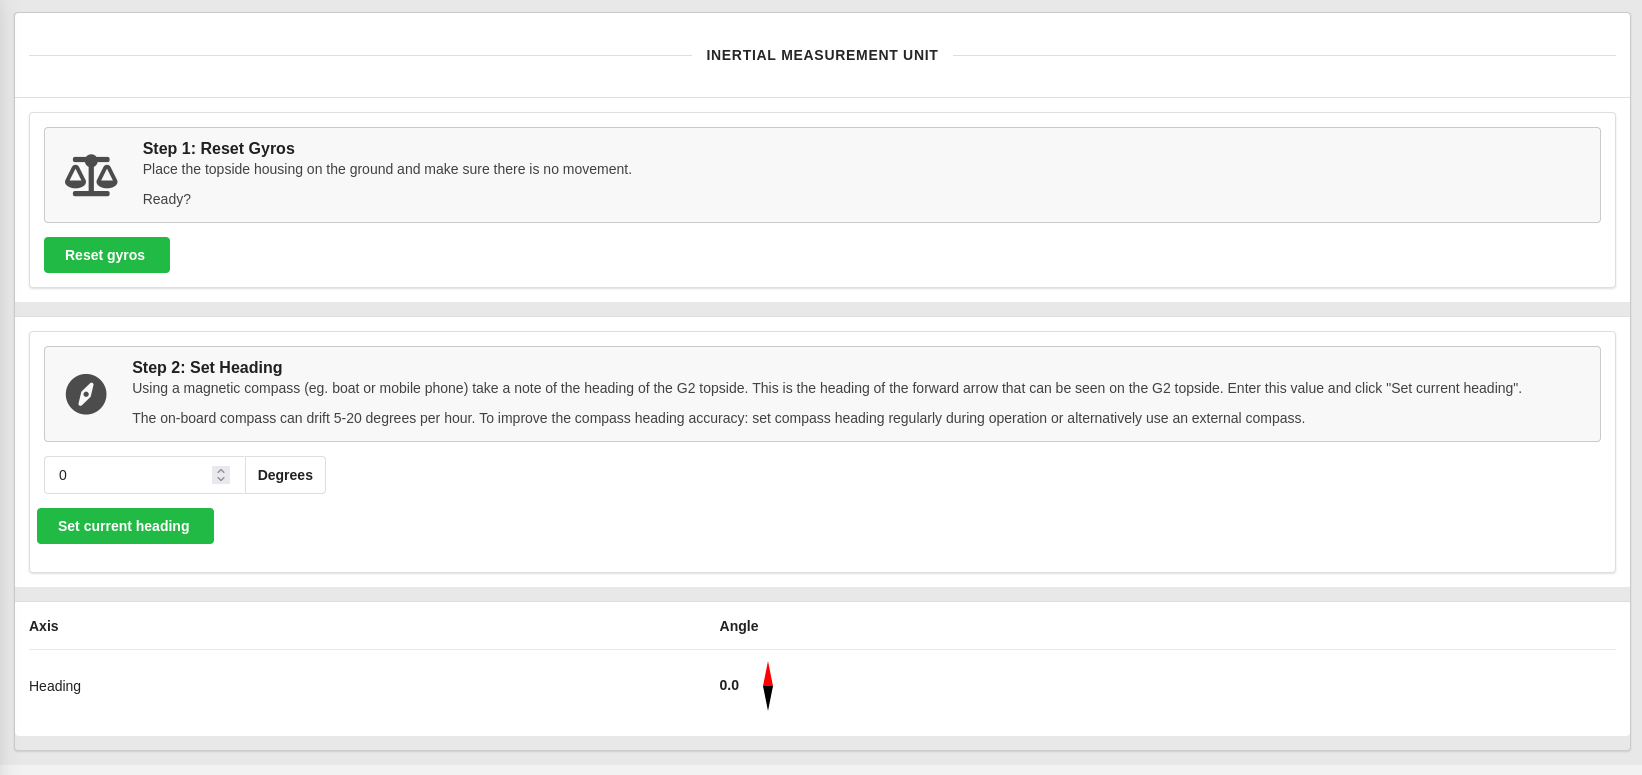 INERTIAL MEASUREMENT UNIT
Step 1: Reset Gyros
Place the topside housing on the ground and make sure there is no movement.
Ready?
Reset gyros
Step 2: Set Heading
Using a magnetic compass (eg. boat or mobile phone) take a note of the heading of the G2 topside. This is the heading of the forward arrow that can be seen on the G2 topside. Enter this value and click "Set current heading".
The on-board compass can drift 5-20 degrees per hour. To improve the compass heading accuracy: set compass heading regularly during operation or alternatively use an external compass.
0 Degrees
Set current heading
Axis Angle
Heading 0.0